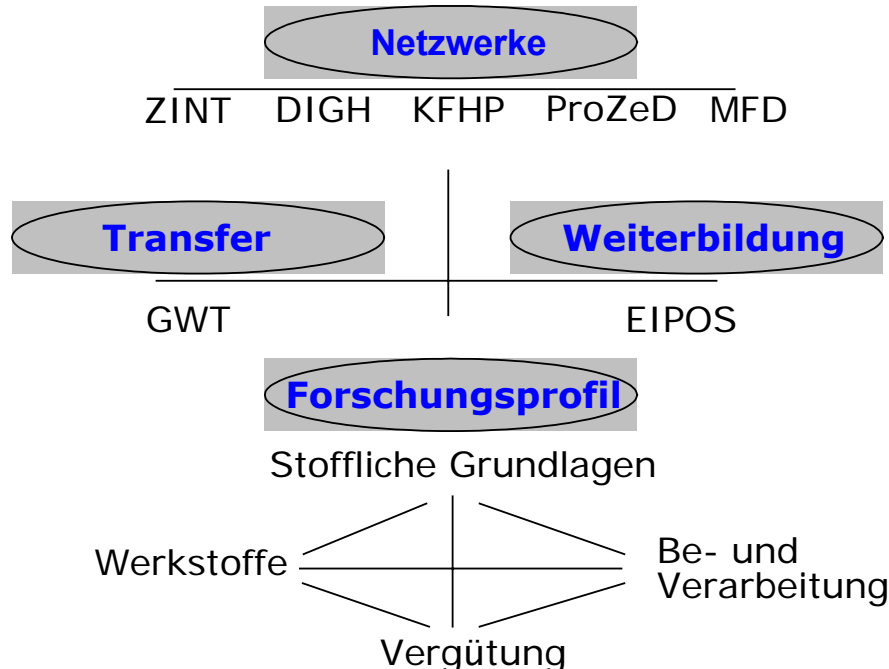 Netzwerke
ZINT DIGH KFHP ProZeD MFD
Transfer Weiterbildung
GWT EIPOS
Forschungsprofil
Stoffliche Grundlagen
Werkstoffe
Be- und
Verarbeitung
Vergütung